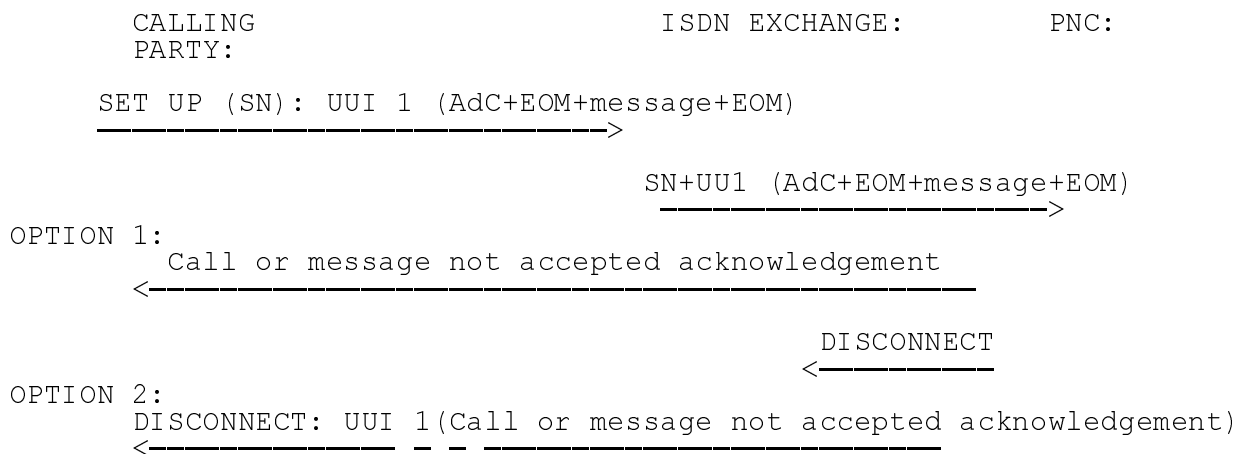 CALLING ISDN EXCHANGE: PNC:
PARTY:
SET UP (SN): UUI 1 (AdC+EOM+message+EOM)
SN+UU1 (AdC+EOM+message+EOM)
OPTION 1:
Call or message not accepted acknowledgement
DISCONNECT
OPTION 2:
DISCONNECT: UUI 1(Call or message not accepted acknowledgement)